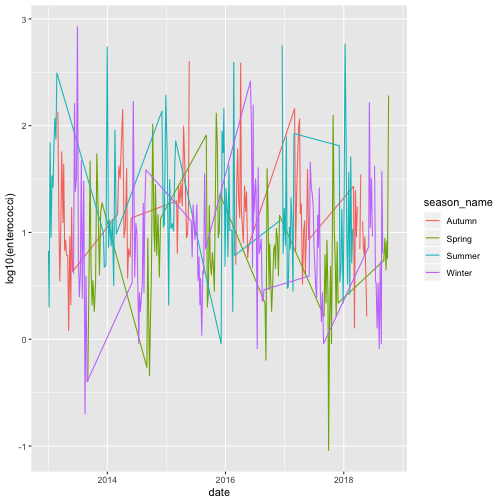 3
2
1
0
-1
log10(enterococci)
2014 2016 2018
date
season_name
Autumn
Spring
Summer
Winter